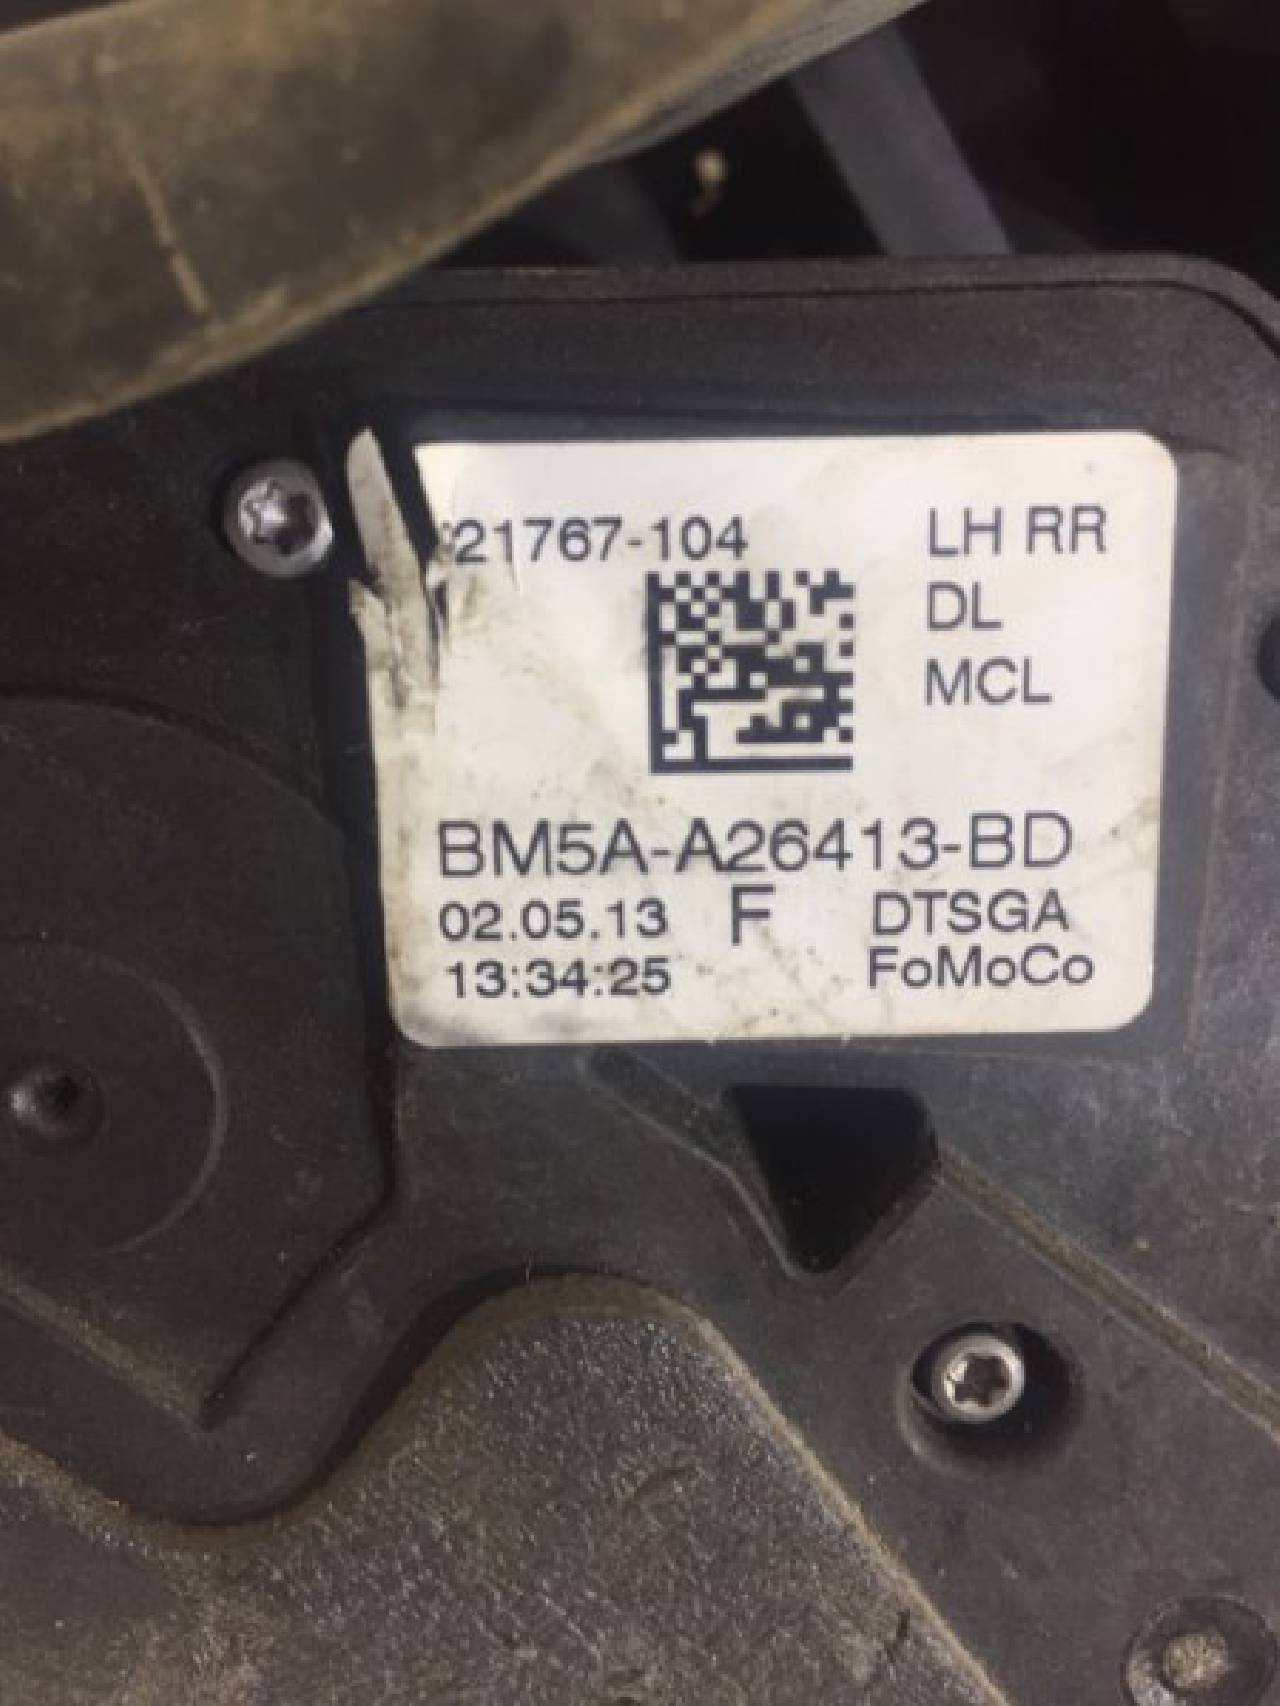 21767-104
LH RR
DL
MCL
BM5A-A26413-BD
02.05.13 F DTSGA
13:34:25 FoMoCo